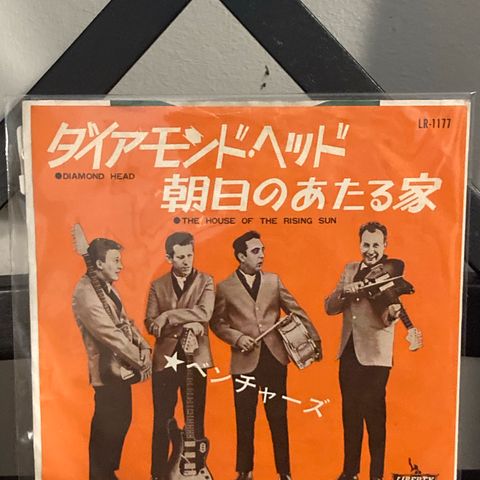 LR-1177
ダイアモンド・ヘッド
●DIAMOND HEAD
朝日のあたる家
●THE HOUSE OF THE RISING SUN
★ベンチャーズ
LIBERTY